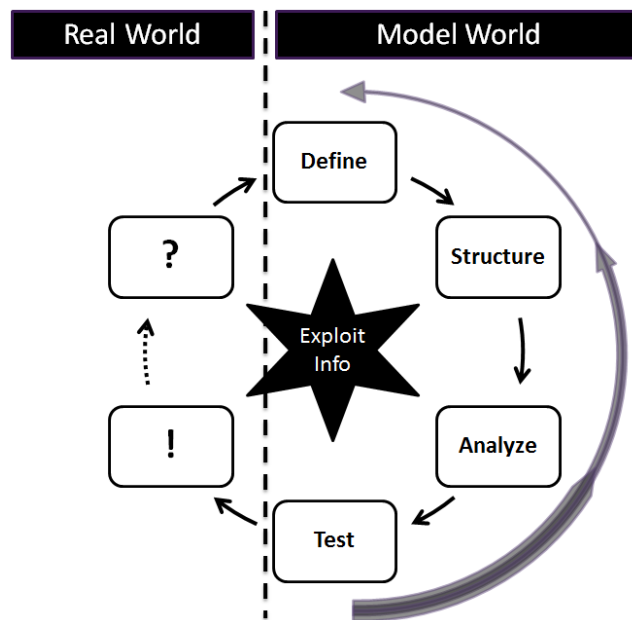 Real World
Model World
Define
?
Structure
Exploit
Info
!
Analyze
Test